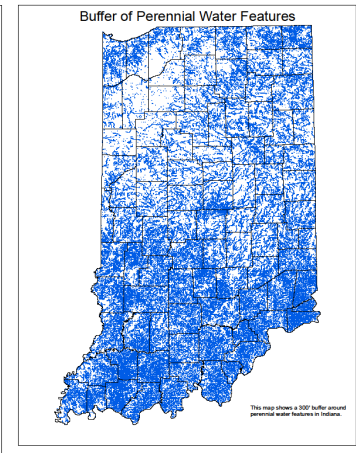 Buffer of Perennial Water Features
This map shows a 300' buffer around
perennial water features in Indiana.